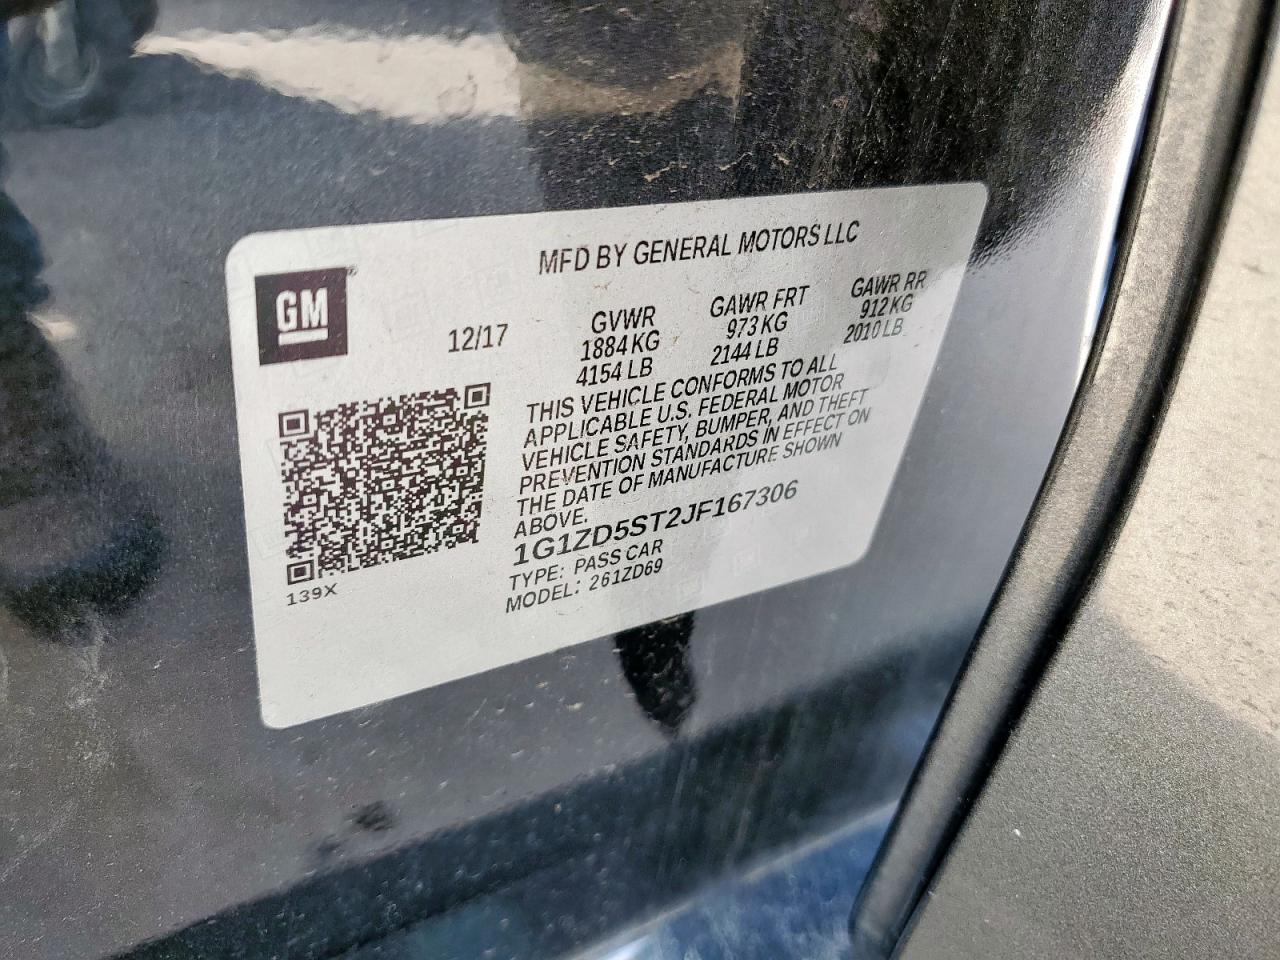 MFD BY GENERAL MOTORS LLC
GM
12/17
GVWR
1884 KG
4154 LB
GAWR FRT
973 KG
2144 LB
GAWR RR
912 KG
2010 LB
THIS VEHICLE CONFORMS TO ALL
APPLICABLE U.S. FEDERAL MOTOR
VEHICLE SAFETY, BUMPER, AND THEFT
PREVENTION STANDARDS IN EFFECT ON
THE DATE OF MANUFACTURE SHOWN
ABOVE.
1G1ZD5ST2JF167306
TYPE: PASS CAR
MODEL: 261ZD69
139X